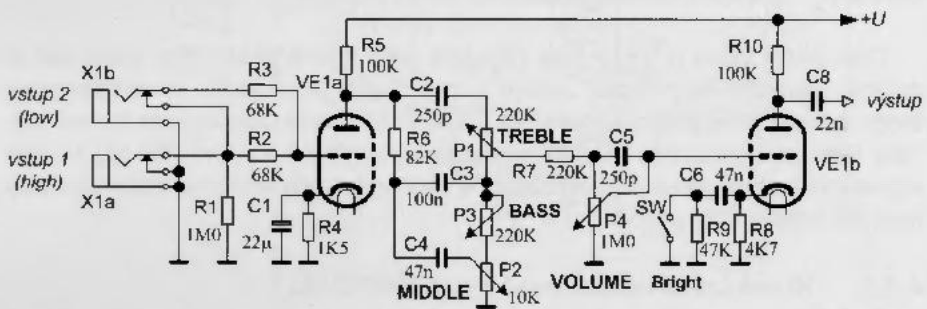 +U
R5
100K
R10
100K
X1b
vstup 2
(low)
R3
68K
VE1a
C2
250p
220K
TREBLE
P1
C5
250p
C8
22n
výstup
vstup 1
(high)
X1a
R2
68K
R6
82K
C3
100n
R7
220K
C6
47n
VE1b
R1
1M0
C1
22µ
R4
1K5
P3
BASS
220K
P4
1M0
SW
R9
47K
R8
4K7
C4
47n
MIDDLE
P2
10K
VOLUME
Bright